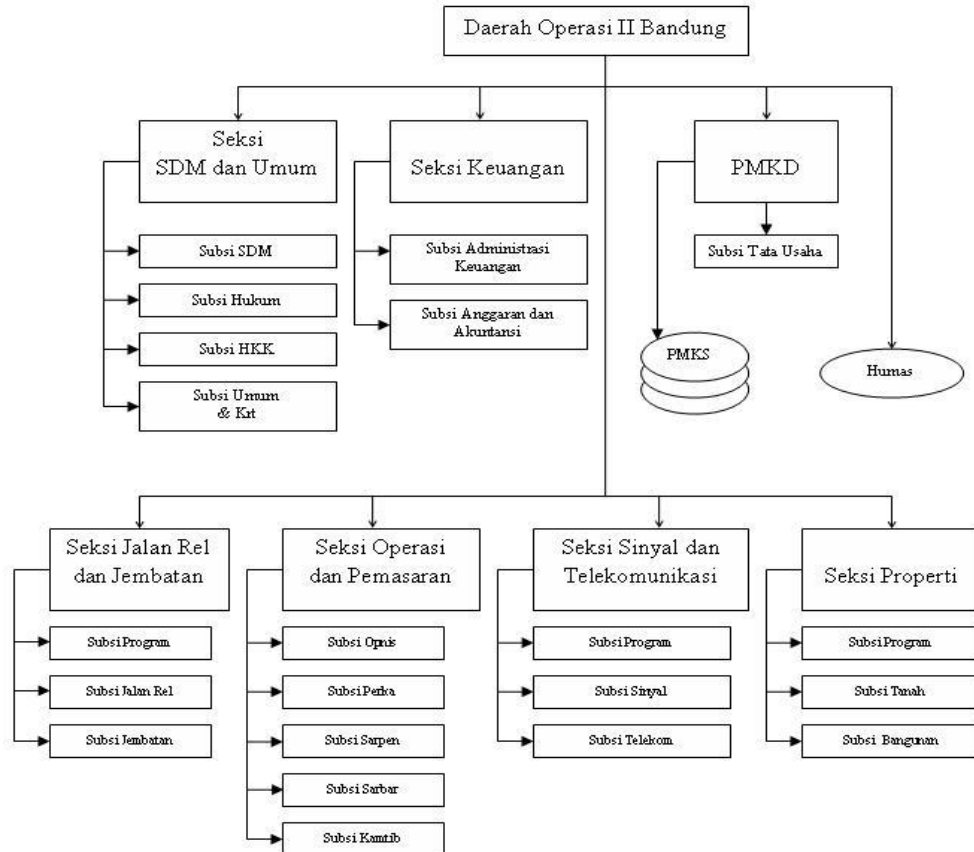 Daerah Operasi II Bandung
Seksi
SDM dan Umum
Seksi Keuangan
PMKD
Subsi SDM
Subsi Hukum
Subsi HKK
Subsi Umum
& Krt
Subsi Administrasi
Keuangan
Subsi Anggaran dan
Akuntansi
Subsi Tata Usaha
PMKS
Humas
Seksi Jalan Rel
dan Jembatan
Seksi Operasi
dan Pemasaran
Seksi Sinyal dan
Telekomunikasi
Seksi Properti
Subsi Program
Subsi Jalan Rel
Subsi Jembatan
Subsi Opnis
Subsi Perka
Subsi Sarpen
Subsi Sarbar
Subsi Kamtib
Subsi Program
Subsi Sinyal
Subsi Telekom
Subsi Program
Subsi Tanah
Subsi Bangunan